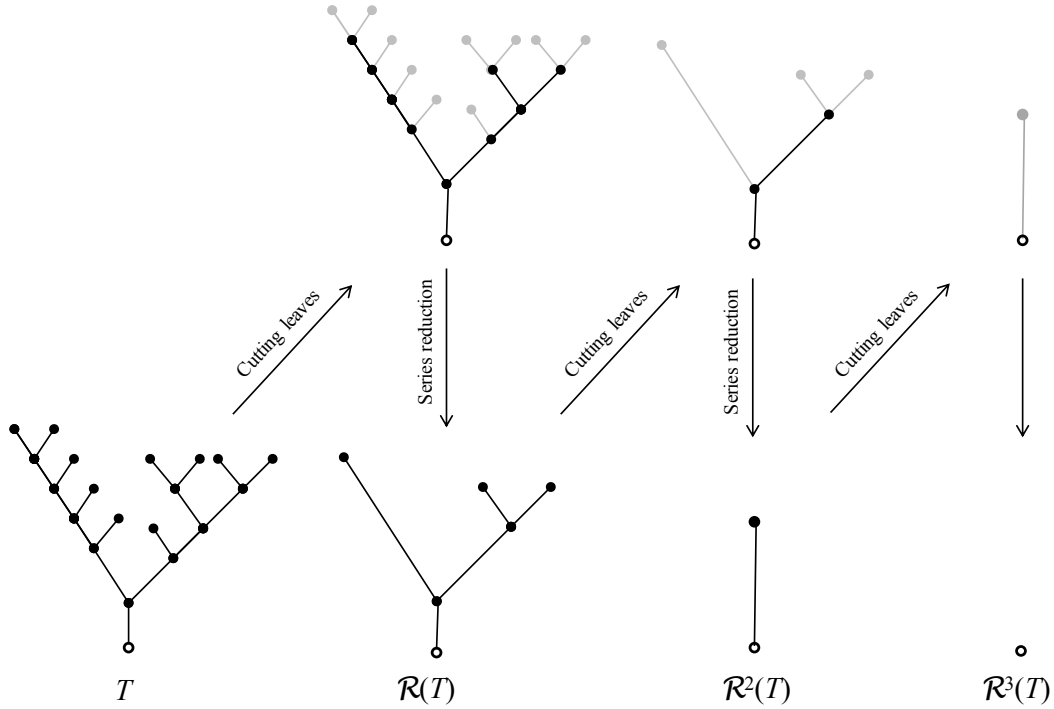 Cutting leaves
Series reduction
Cutting leaves
Series reduction
Cutting leaves
T
ℛ(T)
ℛ²(T)
ℛ³(T)